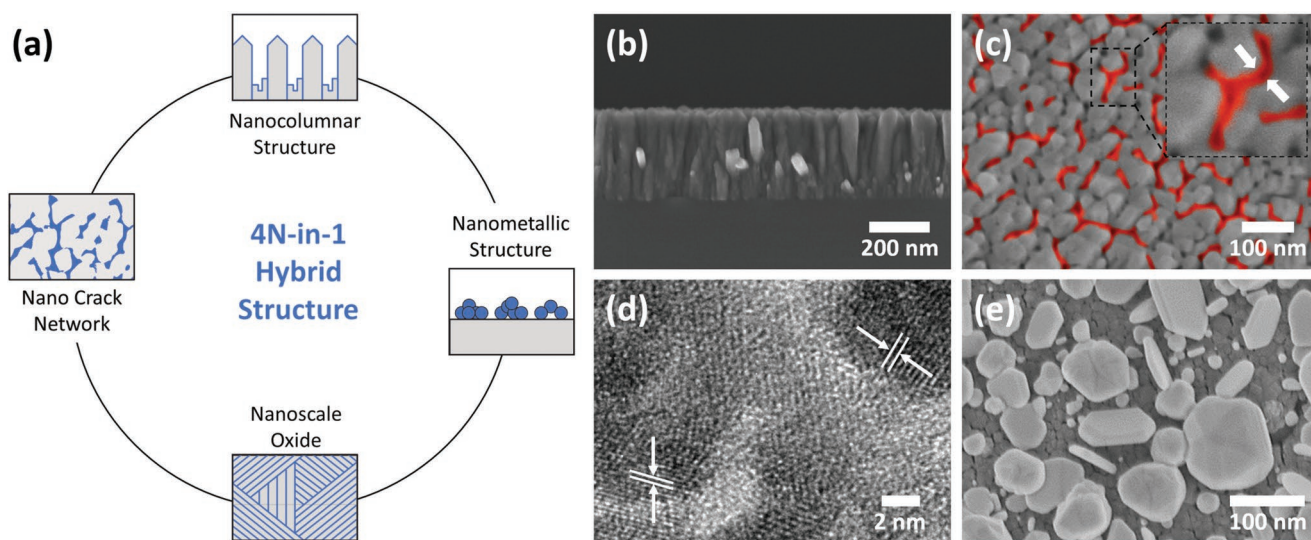 (a)
Nanocolumnar
Structure
Nanometallic
Structure
4N-in-1
Hybrid
Structure
Nano Crack
Network
Nanoscale
Oxide
(b)
200 nm
(c)
100 nm
(d)
2 nm
(e)
100 nm